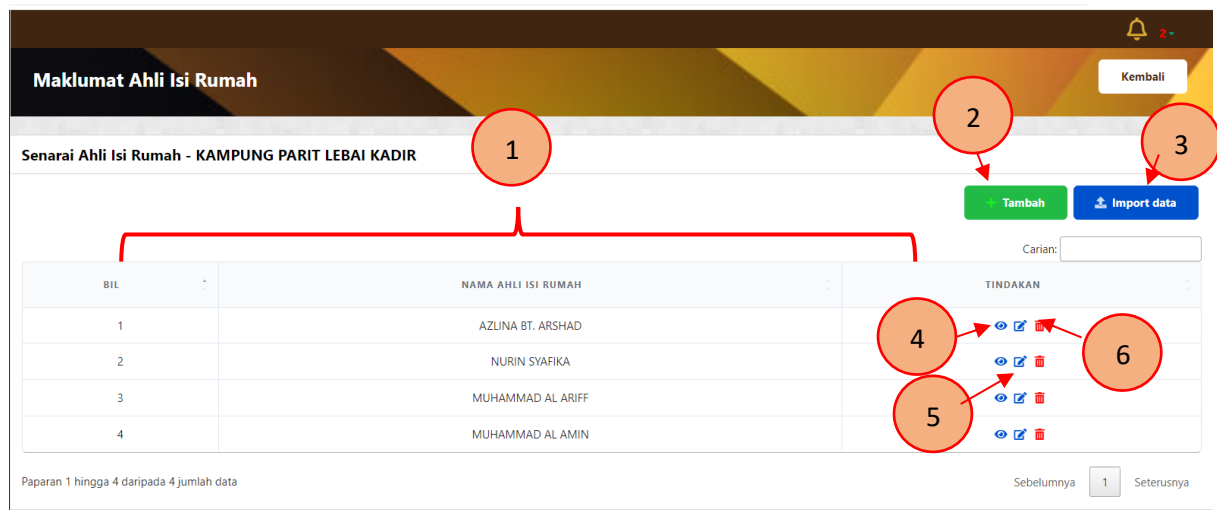 2
Maklumat Ahli Isi Rumah
Kembali
2
3
1
Senarai Ahli Isi Rumah - KAMPUNG PARIT LEBAI KADIR
+ Tambah
Import data
Carian:
BIL NAMA AHLI ISI RUMAH TINDAKAN
1 AZLINA BT. ARSHAD
4
2 NURIN SYAFIKA
6
3 MUHAMMAD AL ARIFF
5
4 MUHAMMAD AL AMIN
Paparan 1 hingga 4 daripada 4 jumlah data
Sebelumnya 1 Seterusnya